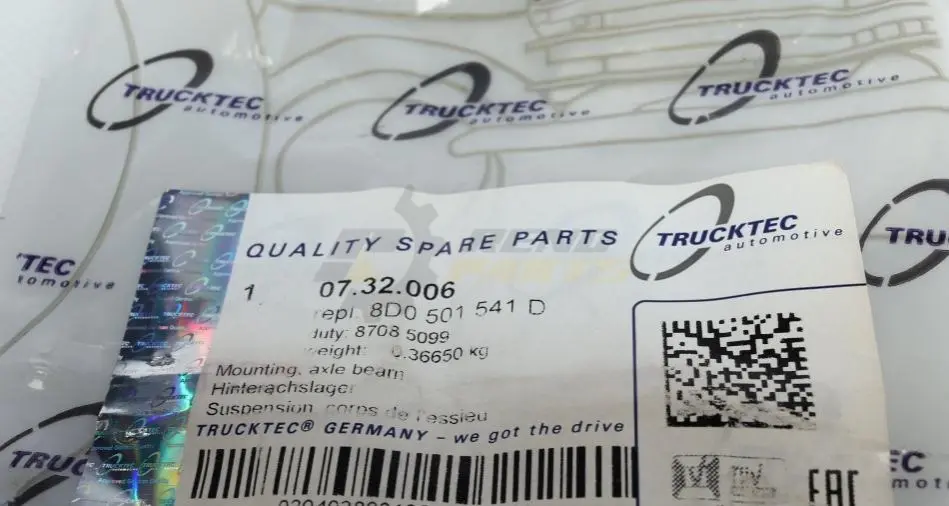 TRUCKTEC
automotive
TRUCKTEC
automotive
TRUCKTEC
automotive
QUALITY SPARE PARTS
TRUCKTEC
automotive
1 07.32.006
repl. 8D0 501 541 D
duty: 8708 5099
weight: 0.36650 kg
Mounting, axle beam
Hinterachslager
Suspension, corps de l'essieu
TRUCKTEC® GERMANY – we got the drive
EAC